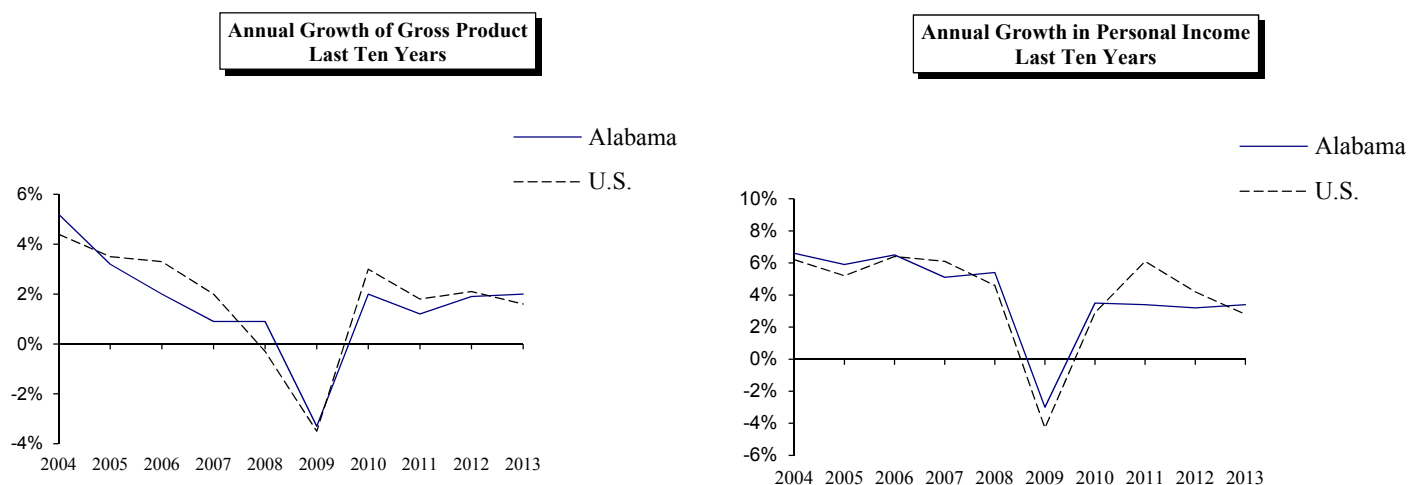 Annual Growth of Gross Product
Last Ten Years
Alabama
U.S.
6%
4%
2%
0%
-2%
-4%
2004 2005 2006 2007 2008 2009 2010 2011 2012 2013
Annual Growth in Personal Income
Last Ten Years
Alabama
U.S.
10%
8%
6%
4%
2%
0%
-2%
-4%
-6%
2004 2005 2006 2007 2008 2009 2010 2011 2012 2013